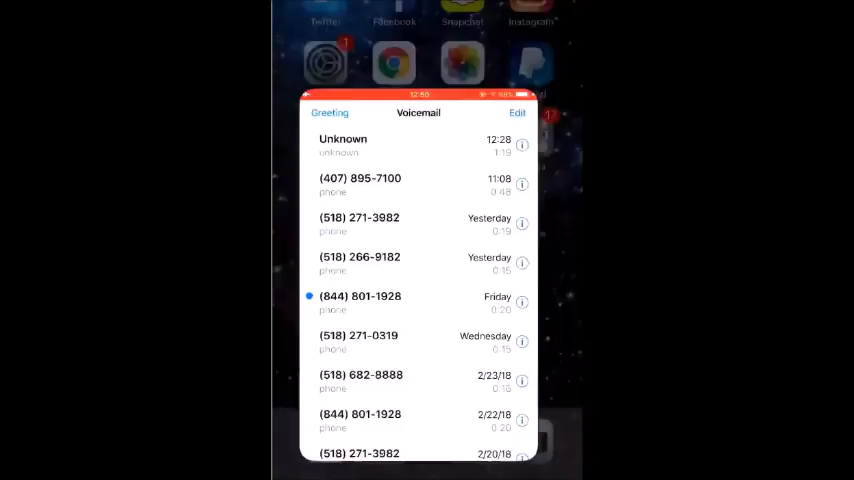 Twitter Facebook Snapchat Instagram
1
12:50 68%
Greeting Voicemail Edit
17
Unknown 12:28
unknown 1:19
(407) 895-7100 11:08
phone 0:48
(518) 271-3982 Yesterday
phone 0:19
(518) 266-9182 Yesterday
phone 0:15
(844) 801-1928 Friday
phone 0:20
(518) 271-0319 Wednesday
phone 0:15
(518) 682-8888 2/23/18
phone 0:16
(844) 801-1928 2/22/18
phone 0:20
(518) 271-3982 2/20/18